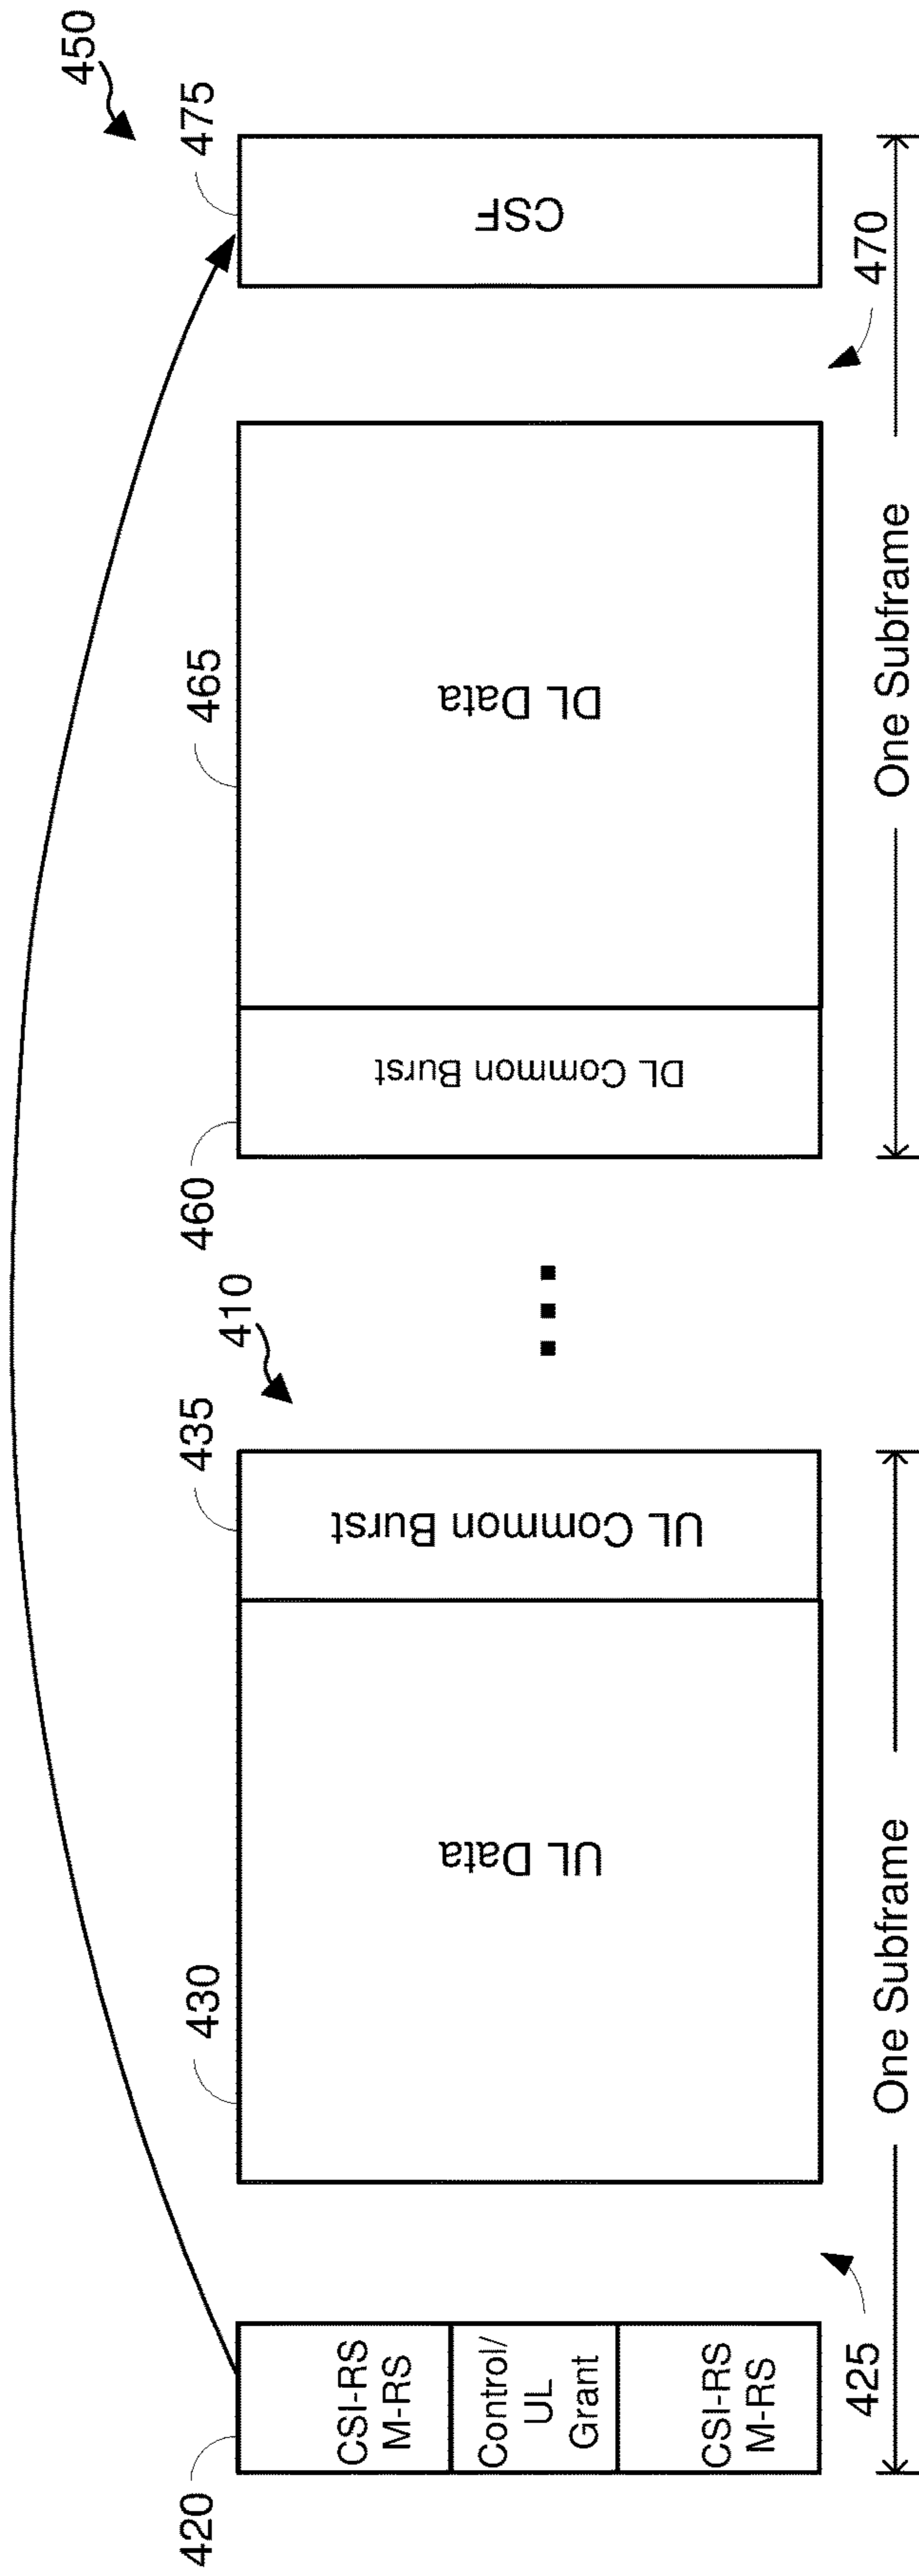 450
475
CSF
470
465
DL Data
One Subframe
DL Common Burst
460
410
435
UL Common Burst
UL Data
430
One Subframe
CSI-RS
M-RS
Control/
UL
Grant
CSI-RS
M-RS
425
420